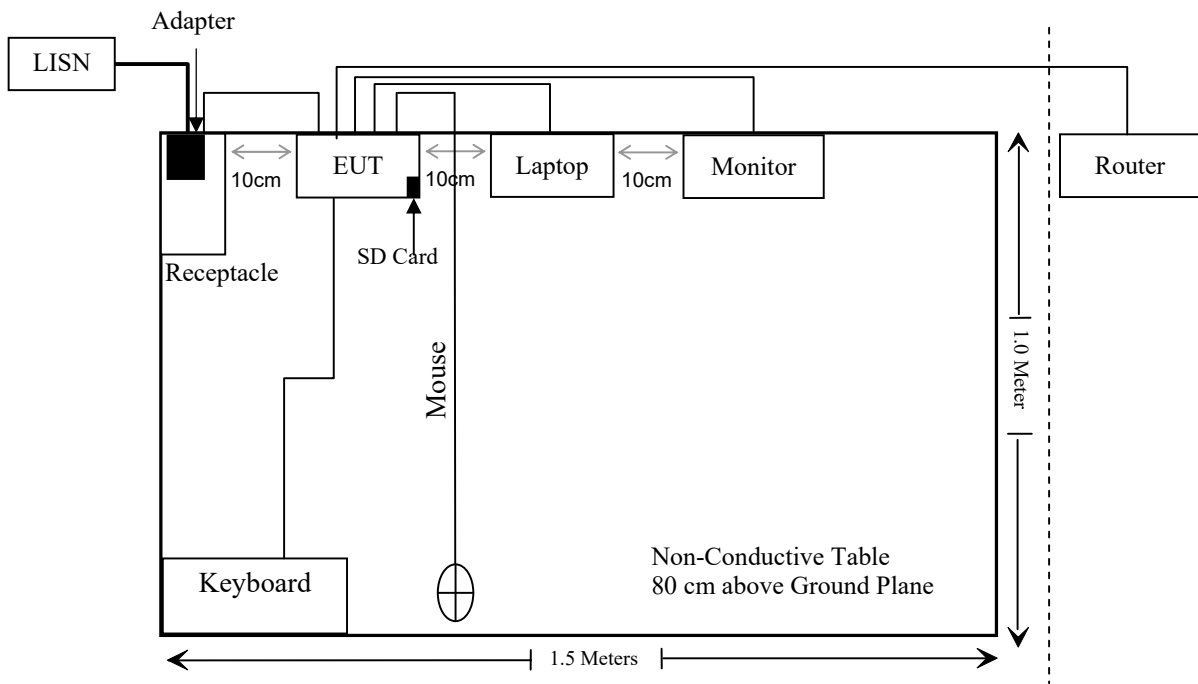 Adapter
LISN
EUT
Laptop
Monitor
Router
10cm
10cm
10cm
SD Card
Receptacle
Mouse
1.0 Meter
Keyboard
Non-Conductive Table
80 cm above Ground Plane
1.5 Meters